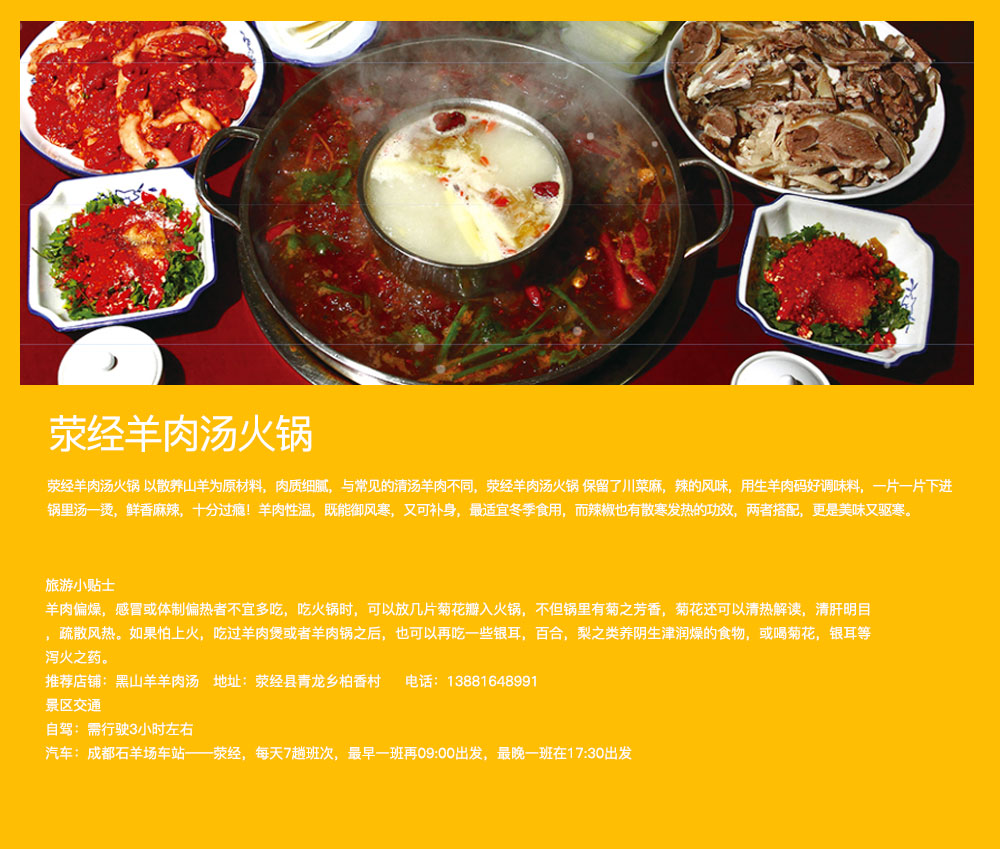 荥经羊肉汤火锅
荥经羊肉汤火锅 以散养山羊为原材料，肉质细腻，与常见的清汤羊肉不同，荥经羊肉汤火锅 保留了川菜麻，辣的风味，用生羊肉码好调味料，一片一片下进
锅里汤一烫，鲜香麻辣，十分过瘾！羊肉性温，既能御风寒，又可补身，最适宜冬季食用，而辣椒也有散寒发热的功效，两者搭配，更是美味又驱寒。
旅游小贴士
羊肉偏燥，感冒或体制偏热者不宜多吃，吃火锅时，可以放几片菊花瓣入火锅，不但锅里有菊之芳香，菊花还可以清热解读，清肝明目
，疏散风热。如果怕上火，吃过羊肉煲或者羊肉锅之后，也可以再吃一些银耳，百合，梨之类养阴生津润燥的食物，或喝菊花，银耳等
泻火之药。
推荐店铺：黑山羊羊肉汤 地址：荥经县青龙乡柏香村 电话：13881648991
景区交通
自驾：需行驶3小时左右
汽车：成都石羊场车站——荥经，每天7趟班次，最早一班再09:00出发，最晚一班在17:30出发